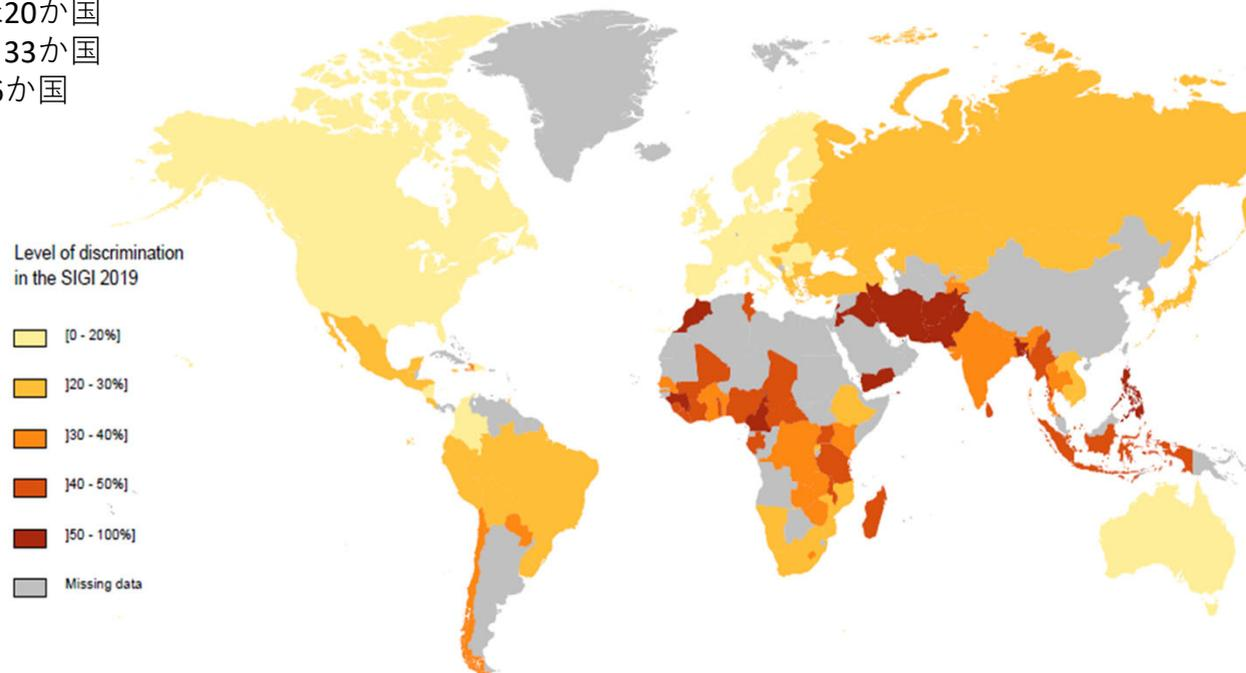 20か国
33か国
か国
Level of discrimination
in the SIGI 2019
[0 - 20%]
]20 - 30%]
]30 - 40%]
]40 - 50%]
]50 - 100%]
Missing data